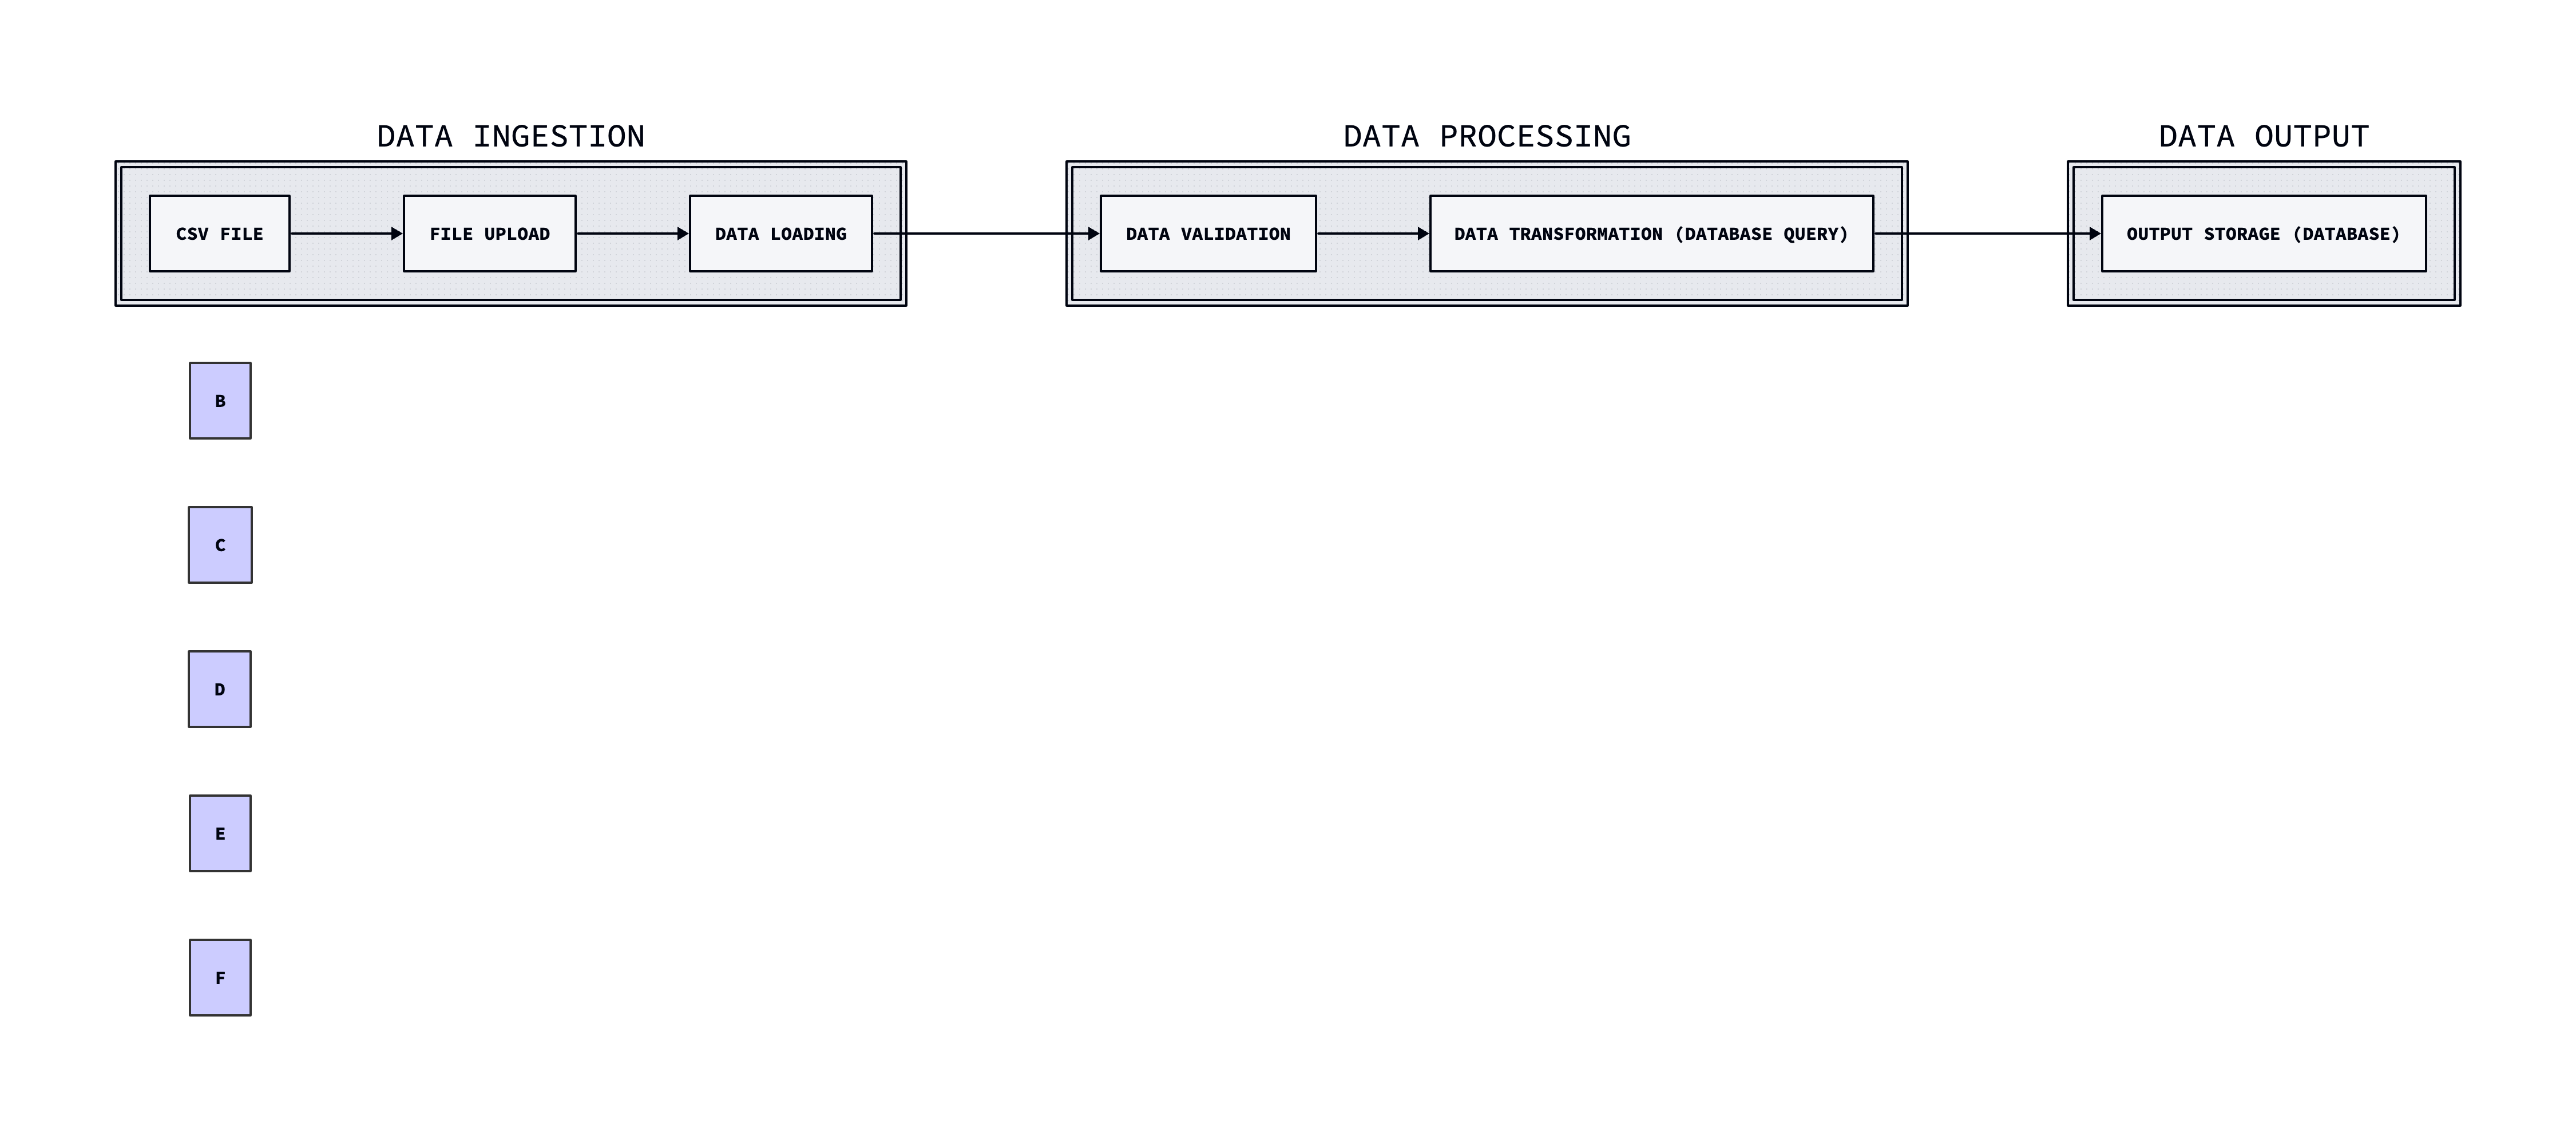 DATA INGESTION
DATA PROCESSING
DATA OUTPUT
CSV FILE
FILE UPLOAD
DATA LOADING
DATA VALIDATION
DATA TRANSFORMATION (DATABASE QUERY)
OUTPUT STORAGE (DATABASE)
B
C
D
E
F